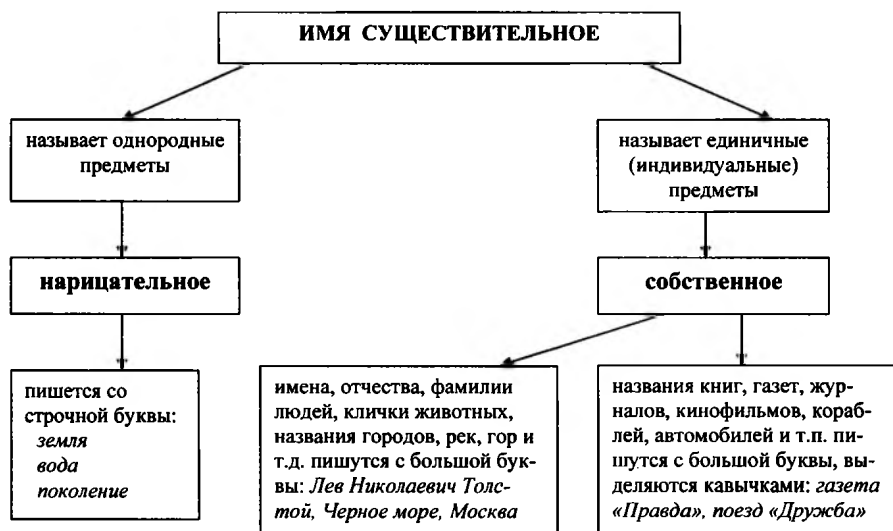 ИМЯ СУЩЕСТВИТЕЛЬНОЕ
называет однородные
предметы
называет единичные
(индивидуальные)
предметы
нарицательное
собственное
пишется со
строчной буквы:
земля
вода
поколение
имена, отчества, фамилии
людей, клички животных,
названия городов, рек, гор и
т.д. пишутся с большой бук-
вы: Лев Николаевич Толс-
той, Черное море, Москва
названия книг, газет, жур-
налов, кинофильмов, кораб-
лей, автомобилей и т.п. пи-
шутся с большой буквы, вы-
деляются кавычками: газета
«Правда», поезд «Дружба»